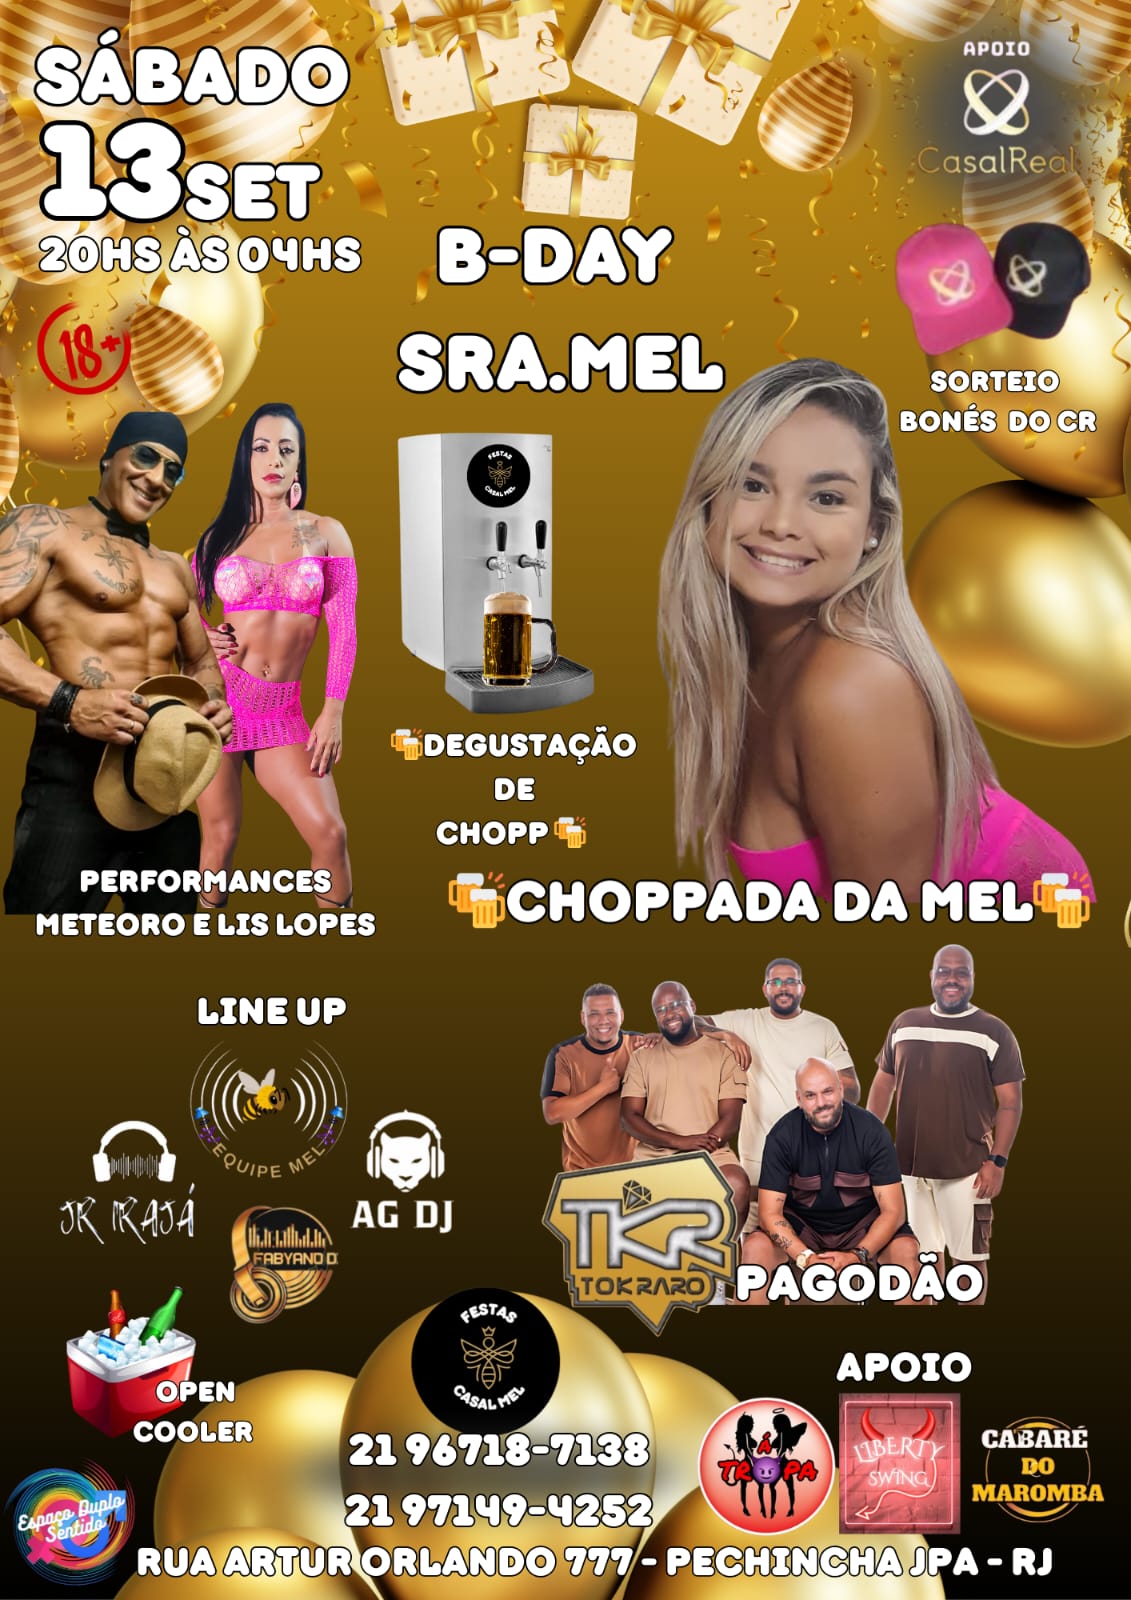 SÁBADO
13SET
20HS ÀS 04HS
18+
APOIO
CasalReal
B-DAY
SRA.MEL
SORTEIO
BONÉS DO CR
FESTAS
CASAL MEL
🍻DEGUSTAÇÃO
DE
CHOPP🍻
PERFORMANCES
METEORO E LIS LOPES
🍻CHOPPADA DA MEL🍻
LINE UP
EQUIPE MEL
JR IRAJÁ
AG DJ
FABYANO D
TKR
TOKRARO
PAGODÃO
OPEN
COOLER
FESTAS
CASAL MEL
21 96718-7138
21 97149-4252
APOIO
Á
TR😈PA
LIBERTY
SWING
CABARÉ
DO
MAROMBA
Espaço Duplo
Sentido
RUA ARTUR ORLANDO 777 - PECHINCHA JPA - RJ